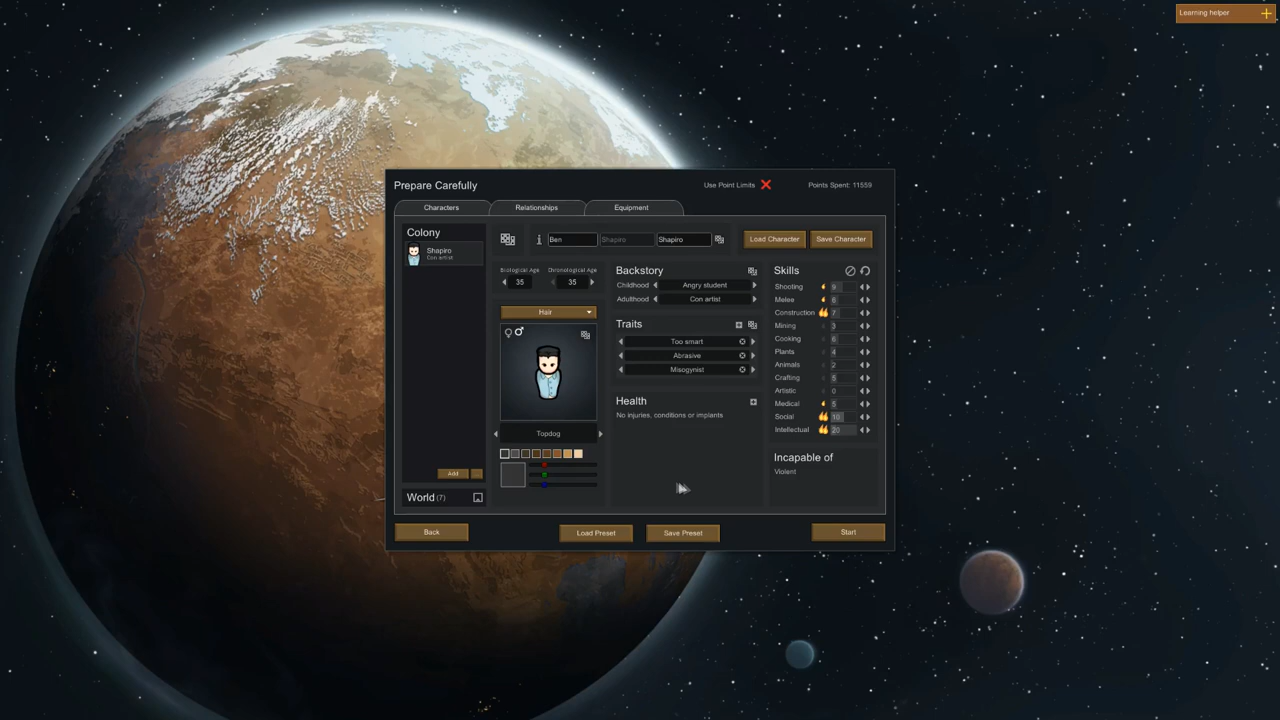 Learning helper
Prepare Carefully
Use Point Limits
Points Spent: 11559
Characters
Relationships
Equipment
Colony
Shapiro
Con artist
Ben
Shapiro
Shapiro
Load Character
Save Character
Biological Age
Chronological Age
35
35
Hair
Topdog
Backstory
Childhood
Angry student
Adulthood
Con artist
Traits
Too smart
Abrasive
Misogynist
Health
No injuries, conditions or implants
Skills
Shooting 9
Melee 6
Construction 7
Mining 3
Cooking 6
Plants 4
Animals 2
Crafting 5
Artistic 0
Medical 5
Social 10
Intellectual 20
Incapable of
Violent
Add
...
World (7)
Back
Load Preset
Save Preset
Start